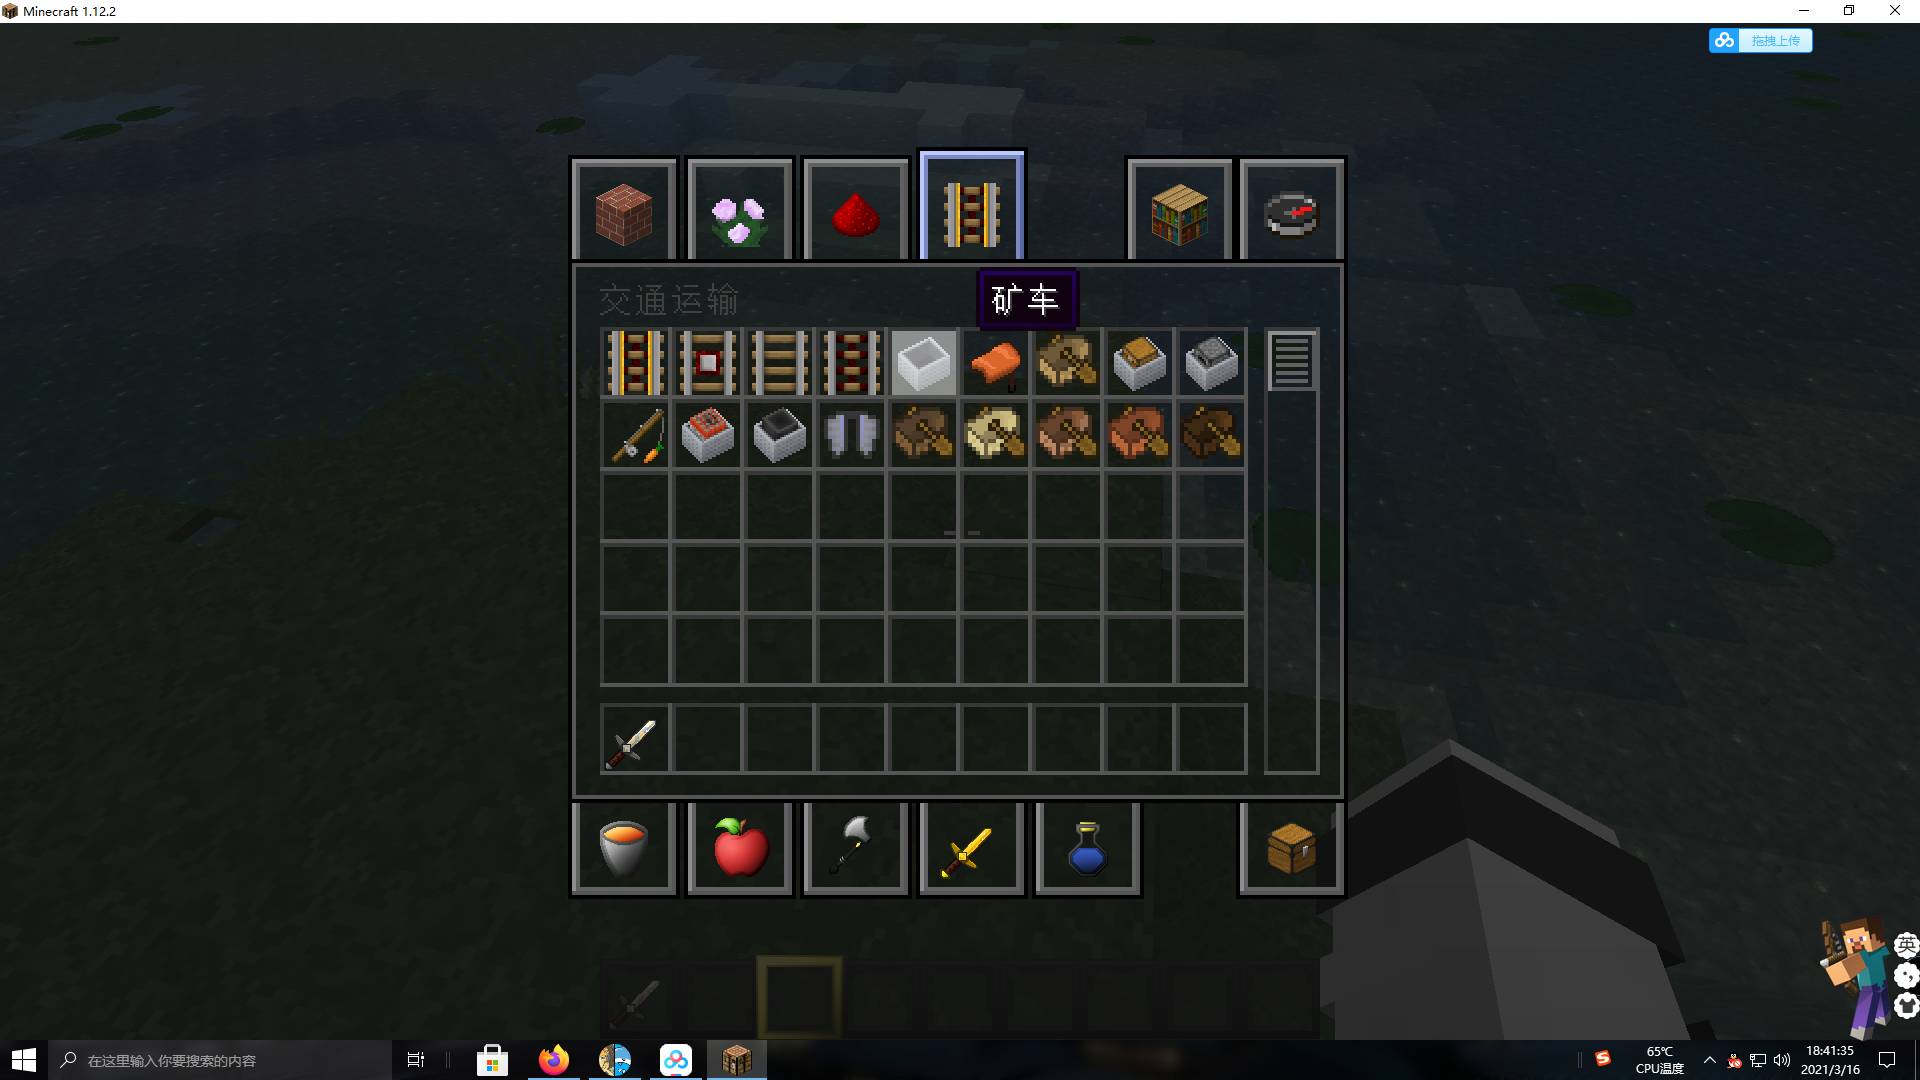 Minecraft 1.12.2
拖拽上传
交通运输
矿车
英
在这里输入你要搜索的内容
65℃
CPU温度
18:41:35
2021/3/16